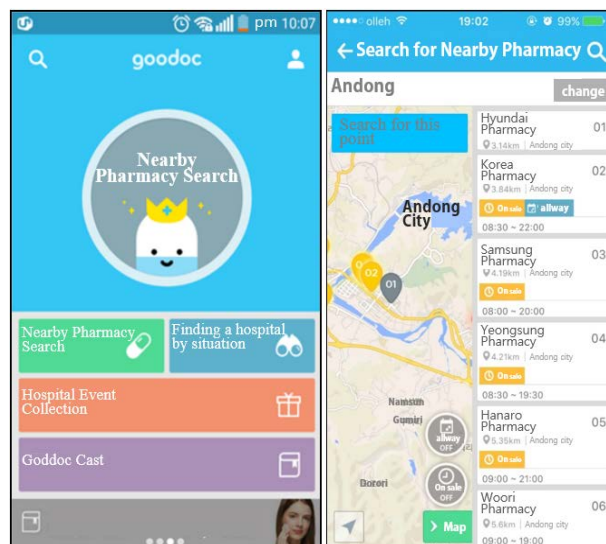 pm 10:07
goodoc
Nearby
Pharmacy Search
Nearby Pharmacy
Search
Finding a hospital
by situation
Hospital Event
Collection
Goddoc Cast
olleh
19:02
99%
Search for Nearby Pharmacy
Andong
change
Search for this
point
Andong
City
02
01
Namsun
Gumiri
allway
OFF
On sale
OFF
Map
Hyundai
Pharmacy
01
3.14km | Andong city
Korea
Pharmacy
02
3.84km | Andong city
On sale
allway
08:30 ~ 22:00
Samsung
Pharmacy
03
4.19km | Andong city
On sale
08:00 ~ 20:00
Yeongsung
Pharmacy
04
4.21km | Andong city
On sale
08:30 ~ 19:30
Hanaro
Pharmacy
05
5.35km | Andong city
On sale
09:00 ~ 21:00
Woori
Pharmacy
06
5.6km | Andong city
09:00 ~ 19:00